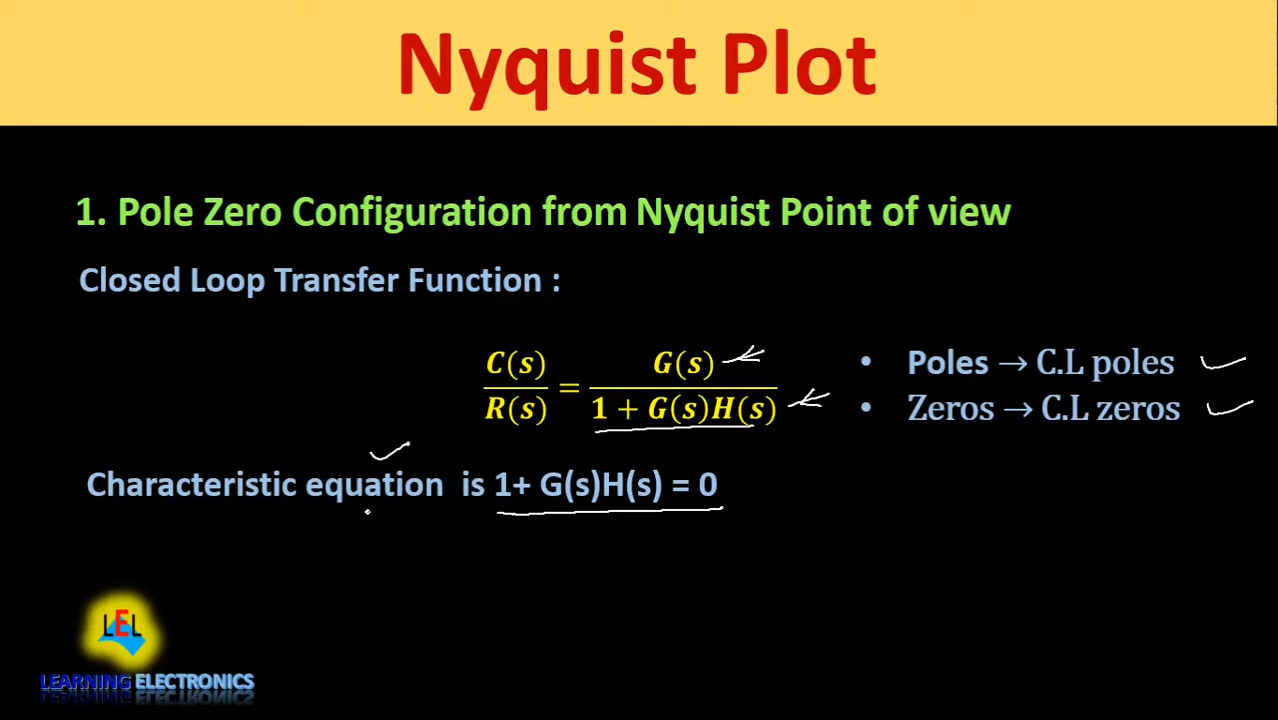 Nyquist Plot
1. Pole Zero Configuration from Nyquist Point of view
Closed Loop Transfer Function :
C(s)/R(s) = G(s)/1 + G(s)H(s)
• Poles → C.L poles
• Zeros → C.L zeros
Characteristic equation is 1+ G(s)H(s) = 0
LEL
LEARNING ELECTRONICS